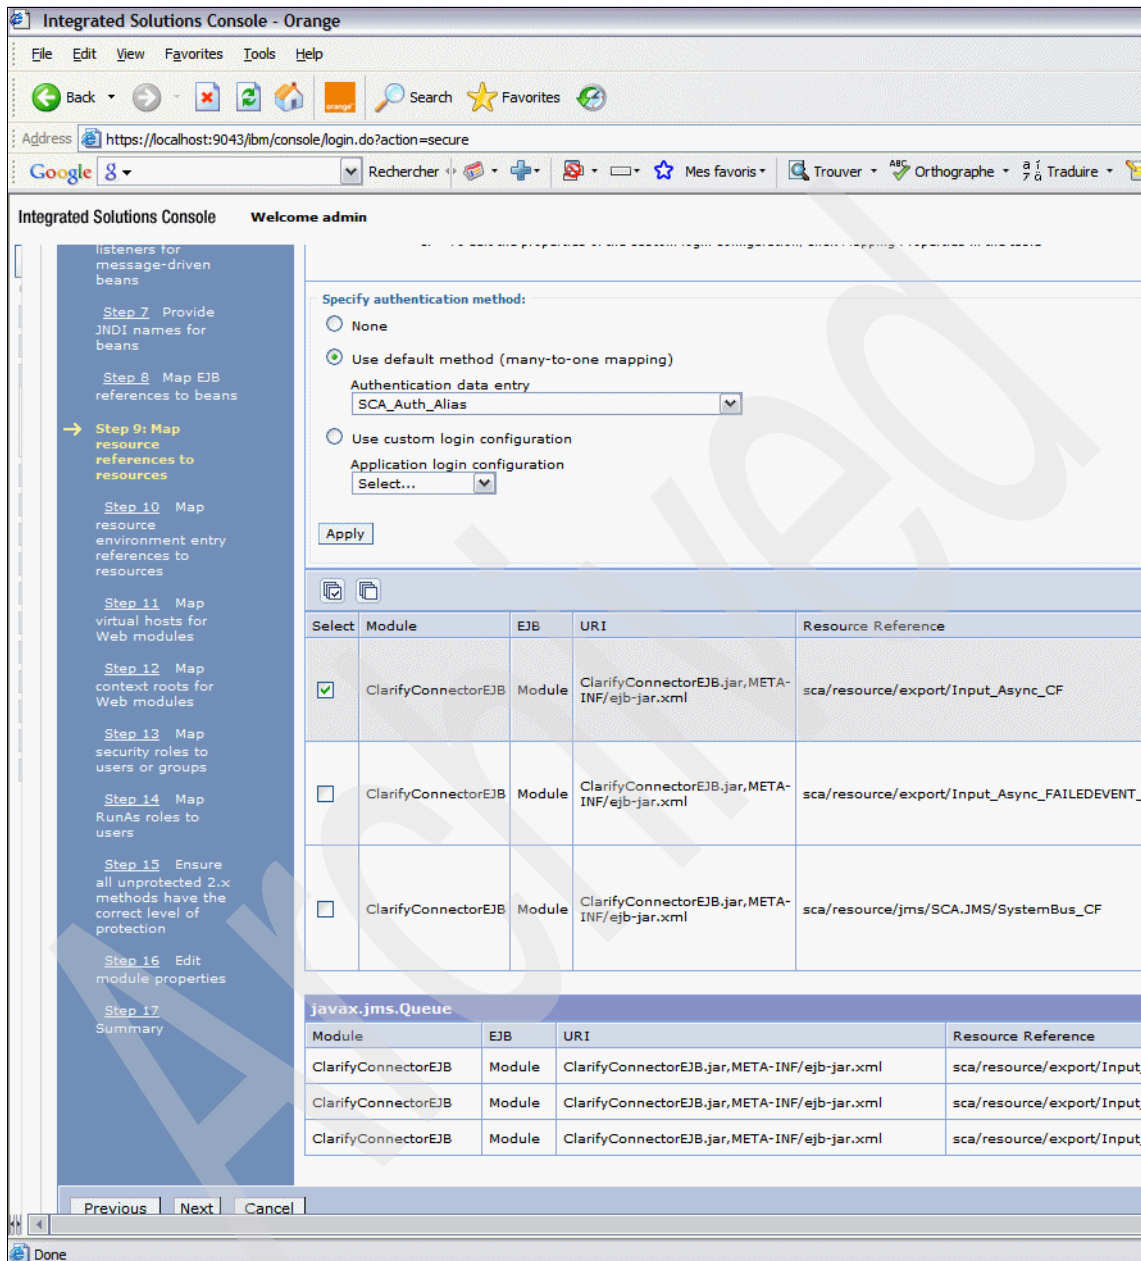 Integrated Solutions Console - Orange
File Edit View Favorites Tools Help
Back Search Favorites
orange
Address https://localhost:9043/ibm/console/login.do?action=secure
Google Rechercher Mes favoris Trouver Orthographe Traduire
Integrated Solutions Console Welcome admin
listeners for
message-driven
beans
Step 7 Provide
JNDI names for
beans
Step 8 Map EJB
references to beans
Step 9: Map
resource
references to
resources
Step 10 Map
resource
environment entry
references to
resources
Step 11 Map
virtual hosts for
Web modules
Step 12 Map
context roots for
Web modules
Step 13 Map
security roles to
users or groups
Step 14 Map
RunAs roles to
users
Step 15 Ensure
all unprotected 2.x
methods have the
correct level of
protection
Step 16 Edit
module properties
Step 17
Summary
Specify authentication method:
None
Use default method (many-to-one mapping)
Authentication data entry
SCA_Auth_Alias
Use custom login configuration
Application login configuration
Select...
Apply
Select Module EJB URI Resource Reference
ClarifyConnectorEJB Module ClarifyConnectorEJB.jar,META-
INF/ejb-jar.xml sca/resource/export/Input_Async_CF
ClarifyConnectorEJB Module ClarifyConnectorEJB.jar,META-
INF/ejb-jar.xml sca/resource/export/Input_Async_FAILEDEVENT_
ClarifyConnectorEJB Module ClarifyConnectorEJB.jar,META-
INF/ejb-jar.xml sca/resource/jms/SCA.JMS/SystemBus_CF
javax.jms.Queue
Module EJB URI Resource Reference
ClarifyConnectorEJB Module ClarifyConnectorEJB.jar,META-INF/ejb-jar.xml sca/resource/export/Input_
ClarifyConnectorEJB Module ClarifyConnectorEJB.jar,META-INF/ejb-jar.xml sca/resource/export/Input_
ClarifyConnectorEJB Module ClarifyConnectorEJB.jar,META-INF/ejb-jar.xml sca/resource/export/Input_
Previous Next Cancel
Done
Archived